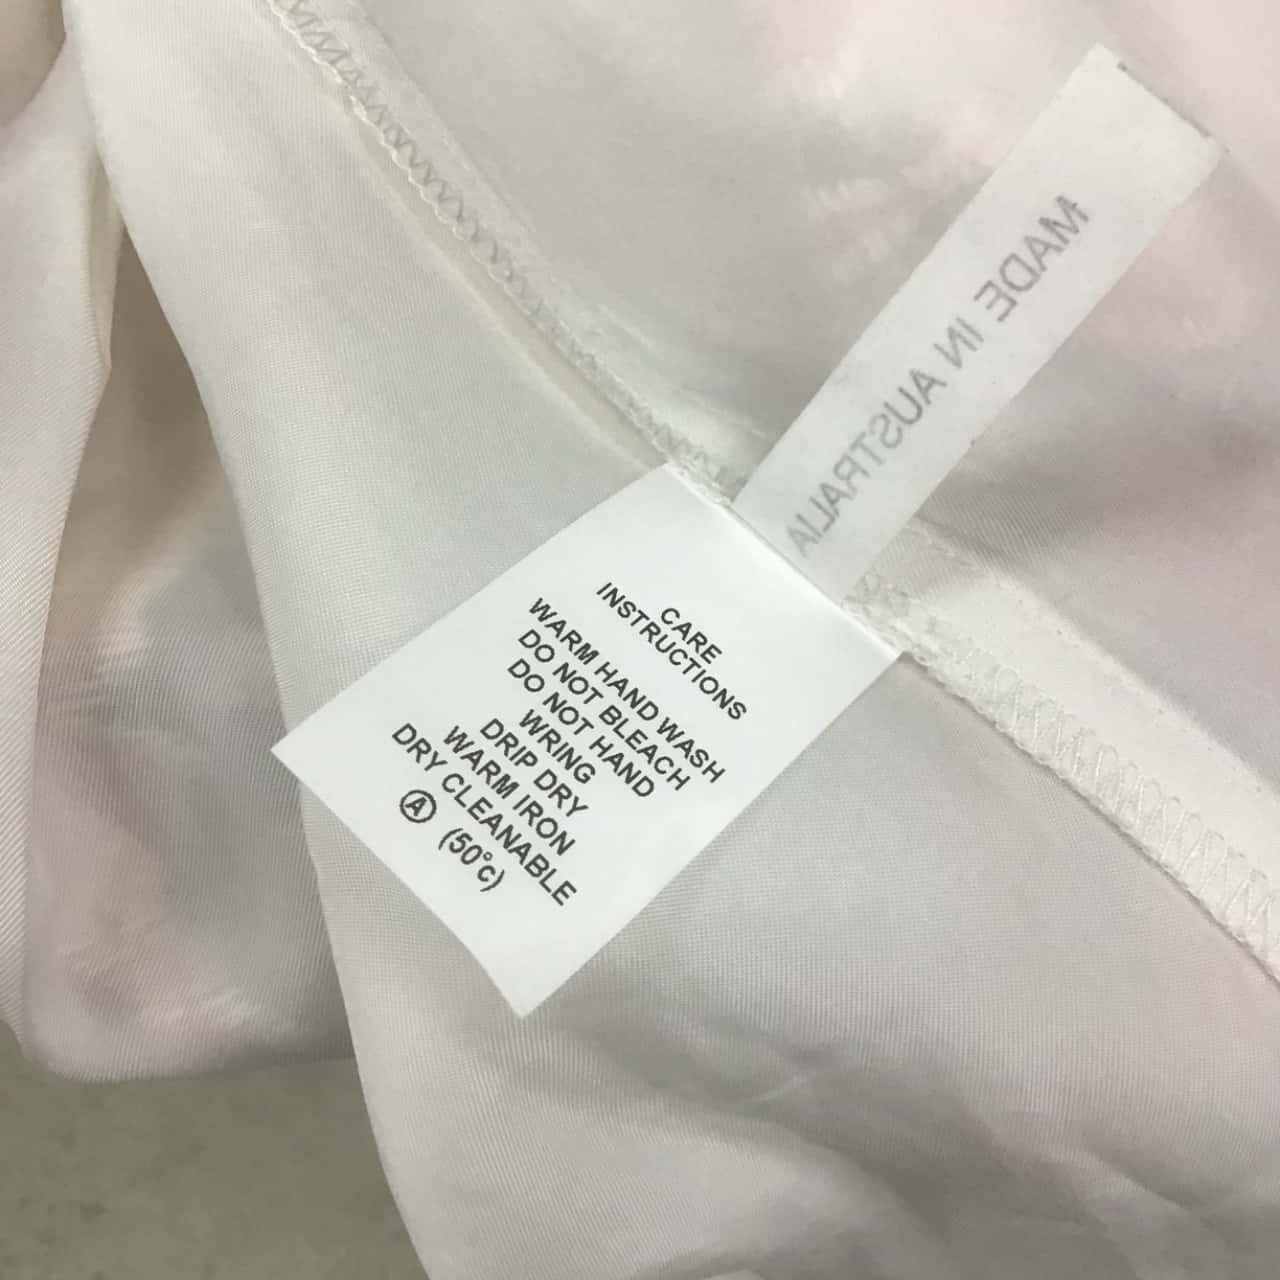 CARE
INSTRUCTIONS
WARM HAND WASH
DO NOT BLEACH
DO NOT HAND
WRING
DRIP DRY
WARM IRON
DRY CLEANABLE
Ⓐ (50°c)
MADE IN AUSTRALIA